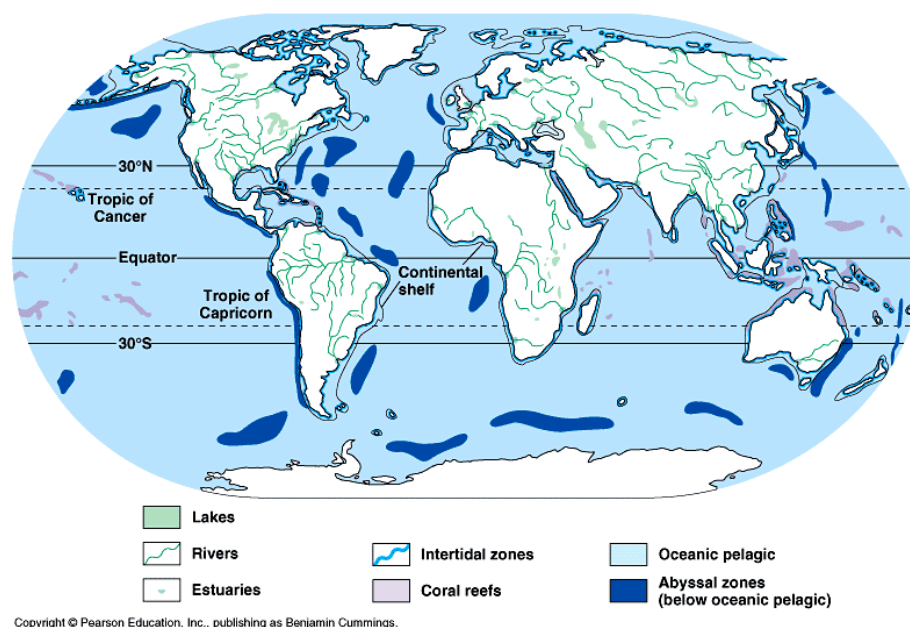 30°N
Tropic of
Cancer
Equator
Continental
shelf
Tropic of
Capricorn
30°S
Lakes
Rivers
Intertidal zones
Oceanic pelagic
Estuaries
Coral reefs
Abyssal zones
(below oceanic pelagic)
Copyright © Pearson Education, Inc., publishing as Benjamin Cummings.